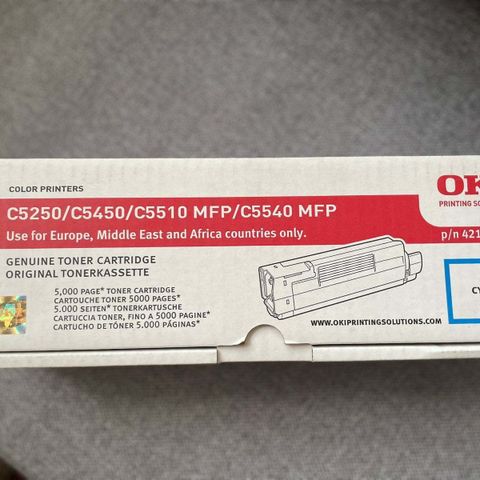 COLOR PRINTERS
OKI
PRINTING SO
C5250/C5450/C5510 MFP/C5540 MFP
Use for Europe, Middle East and Africa countries only.
p/n 421
GENUINE TONER CARTRIDGE
ORIGINAL TONERKASSETTE
5,000 PAGE* TONER CARTRIDGE
CARTOUCHE TONER 5000 PAGES*
5.000 SEITEN* TONERKARTUSCHE
CARTUCCIA TONER, FINO A 5000 PAGINE*
CARTUCHO DE TÓNER 5.000 PÁGINAS*
CY
WWW.OKIPRINTINGSOLUTIONS.COM